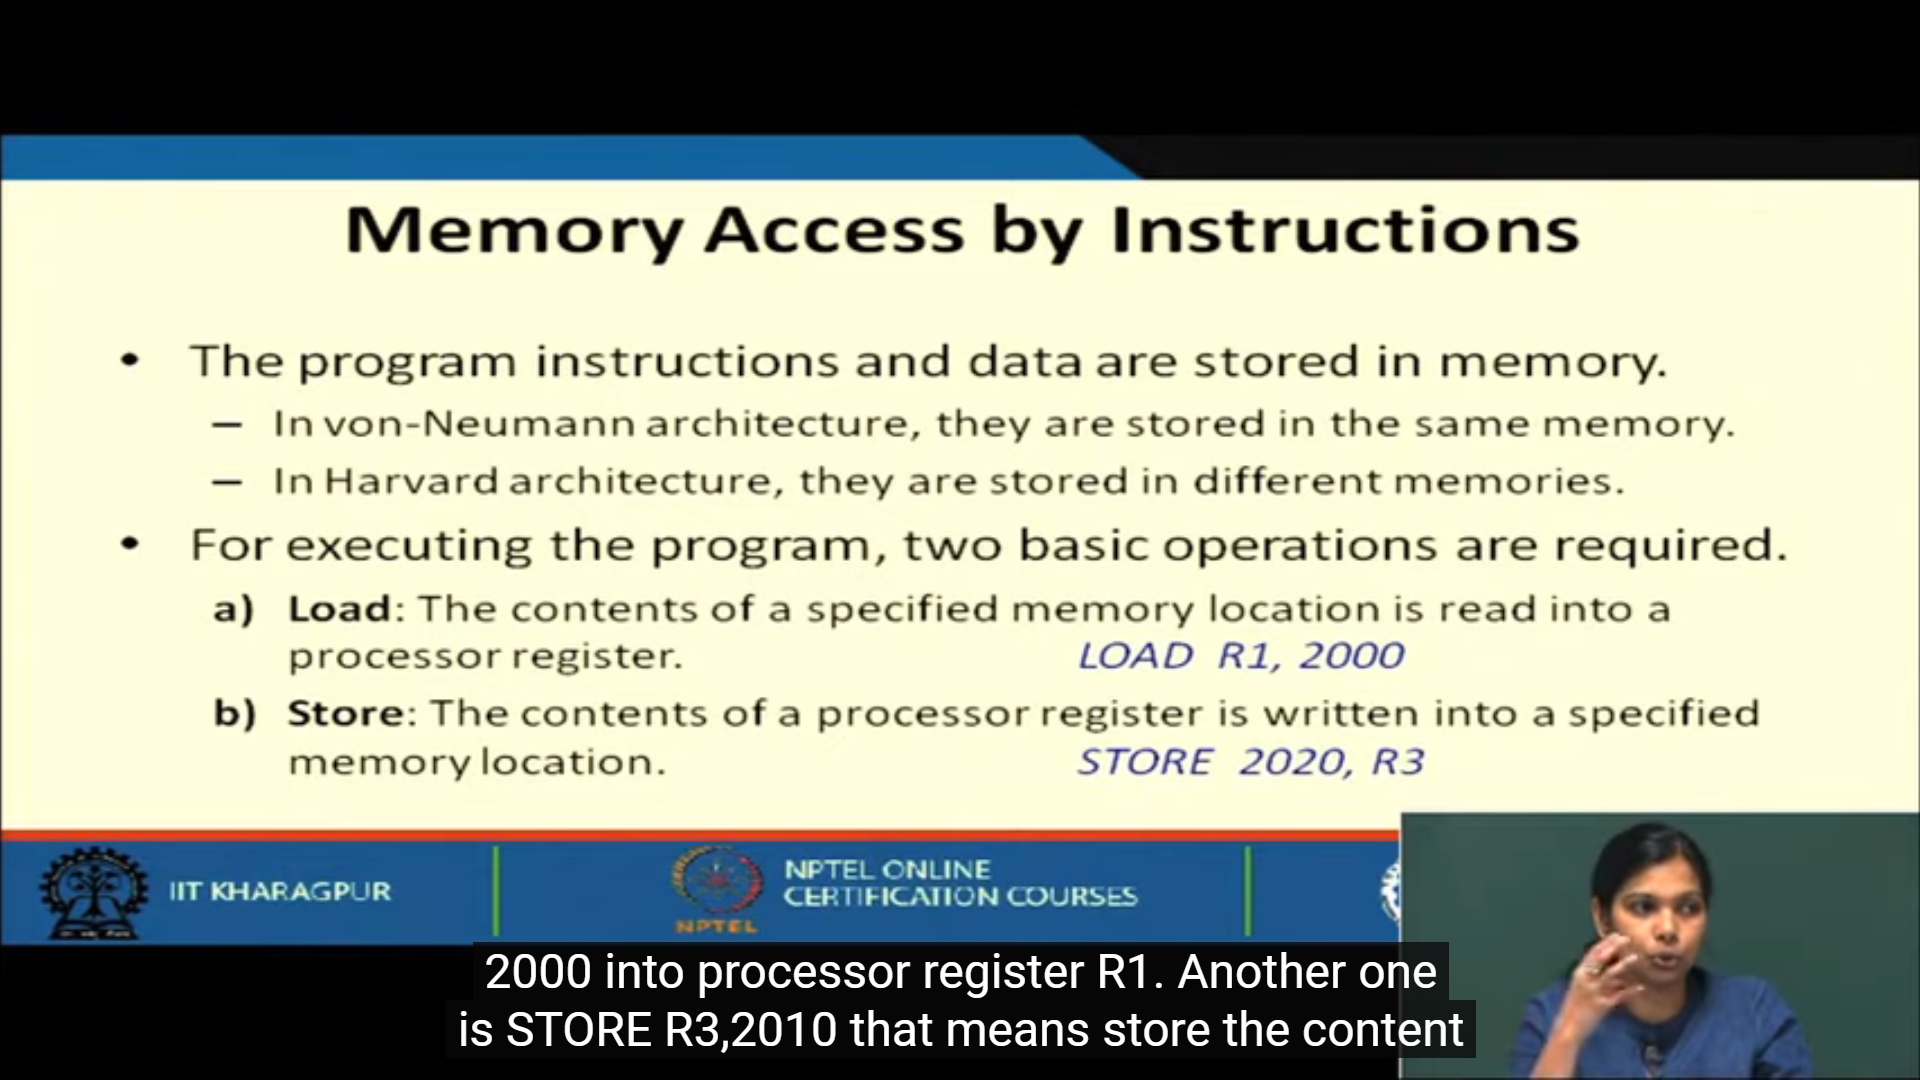 Memory Access by Instructions
• The program instructions and data are stored in memory.
– In von-Neumann architecture, they are stored in the same memory.
– In Harvard architecture, they are stored in different memories.
• For executing the program, two basic operations are required.
a) Load: The contents of a specified memory location is read into a
processor register. LOAD R1, 2000
b) Store: The contents of a processor register is written into a specified
memory location. STORE 2020, R3
IIT KHARAGPUR
NPTEL ONLINE
CERTIFICATION COURSES
NPTEL
2000 into processor register R1. Another one
is STORE R3,2010 that means store the content